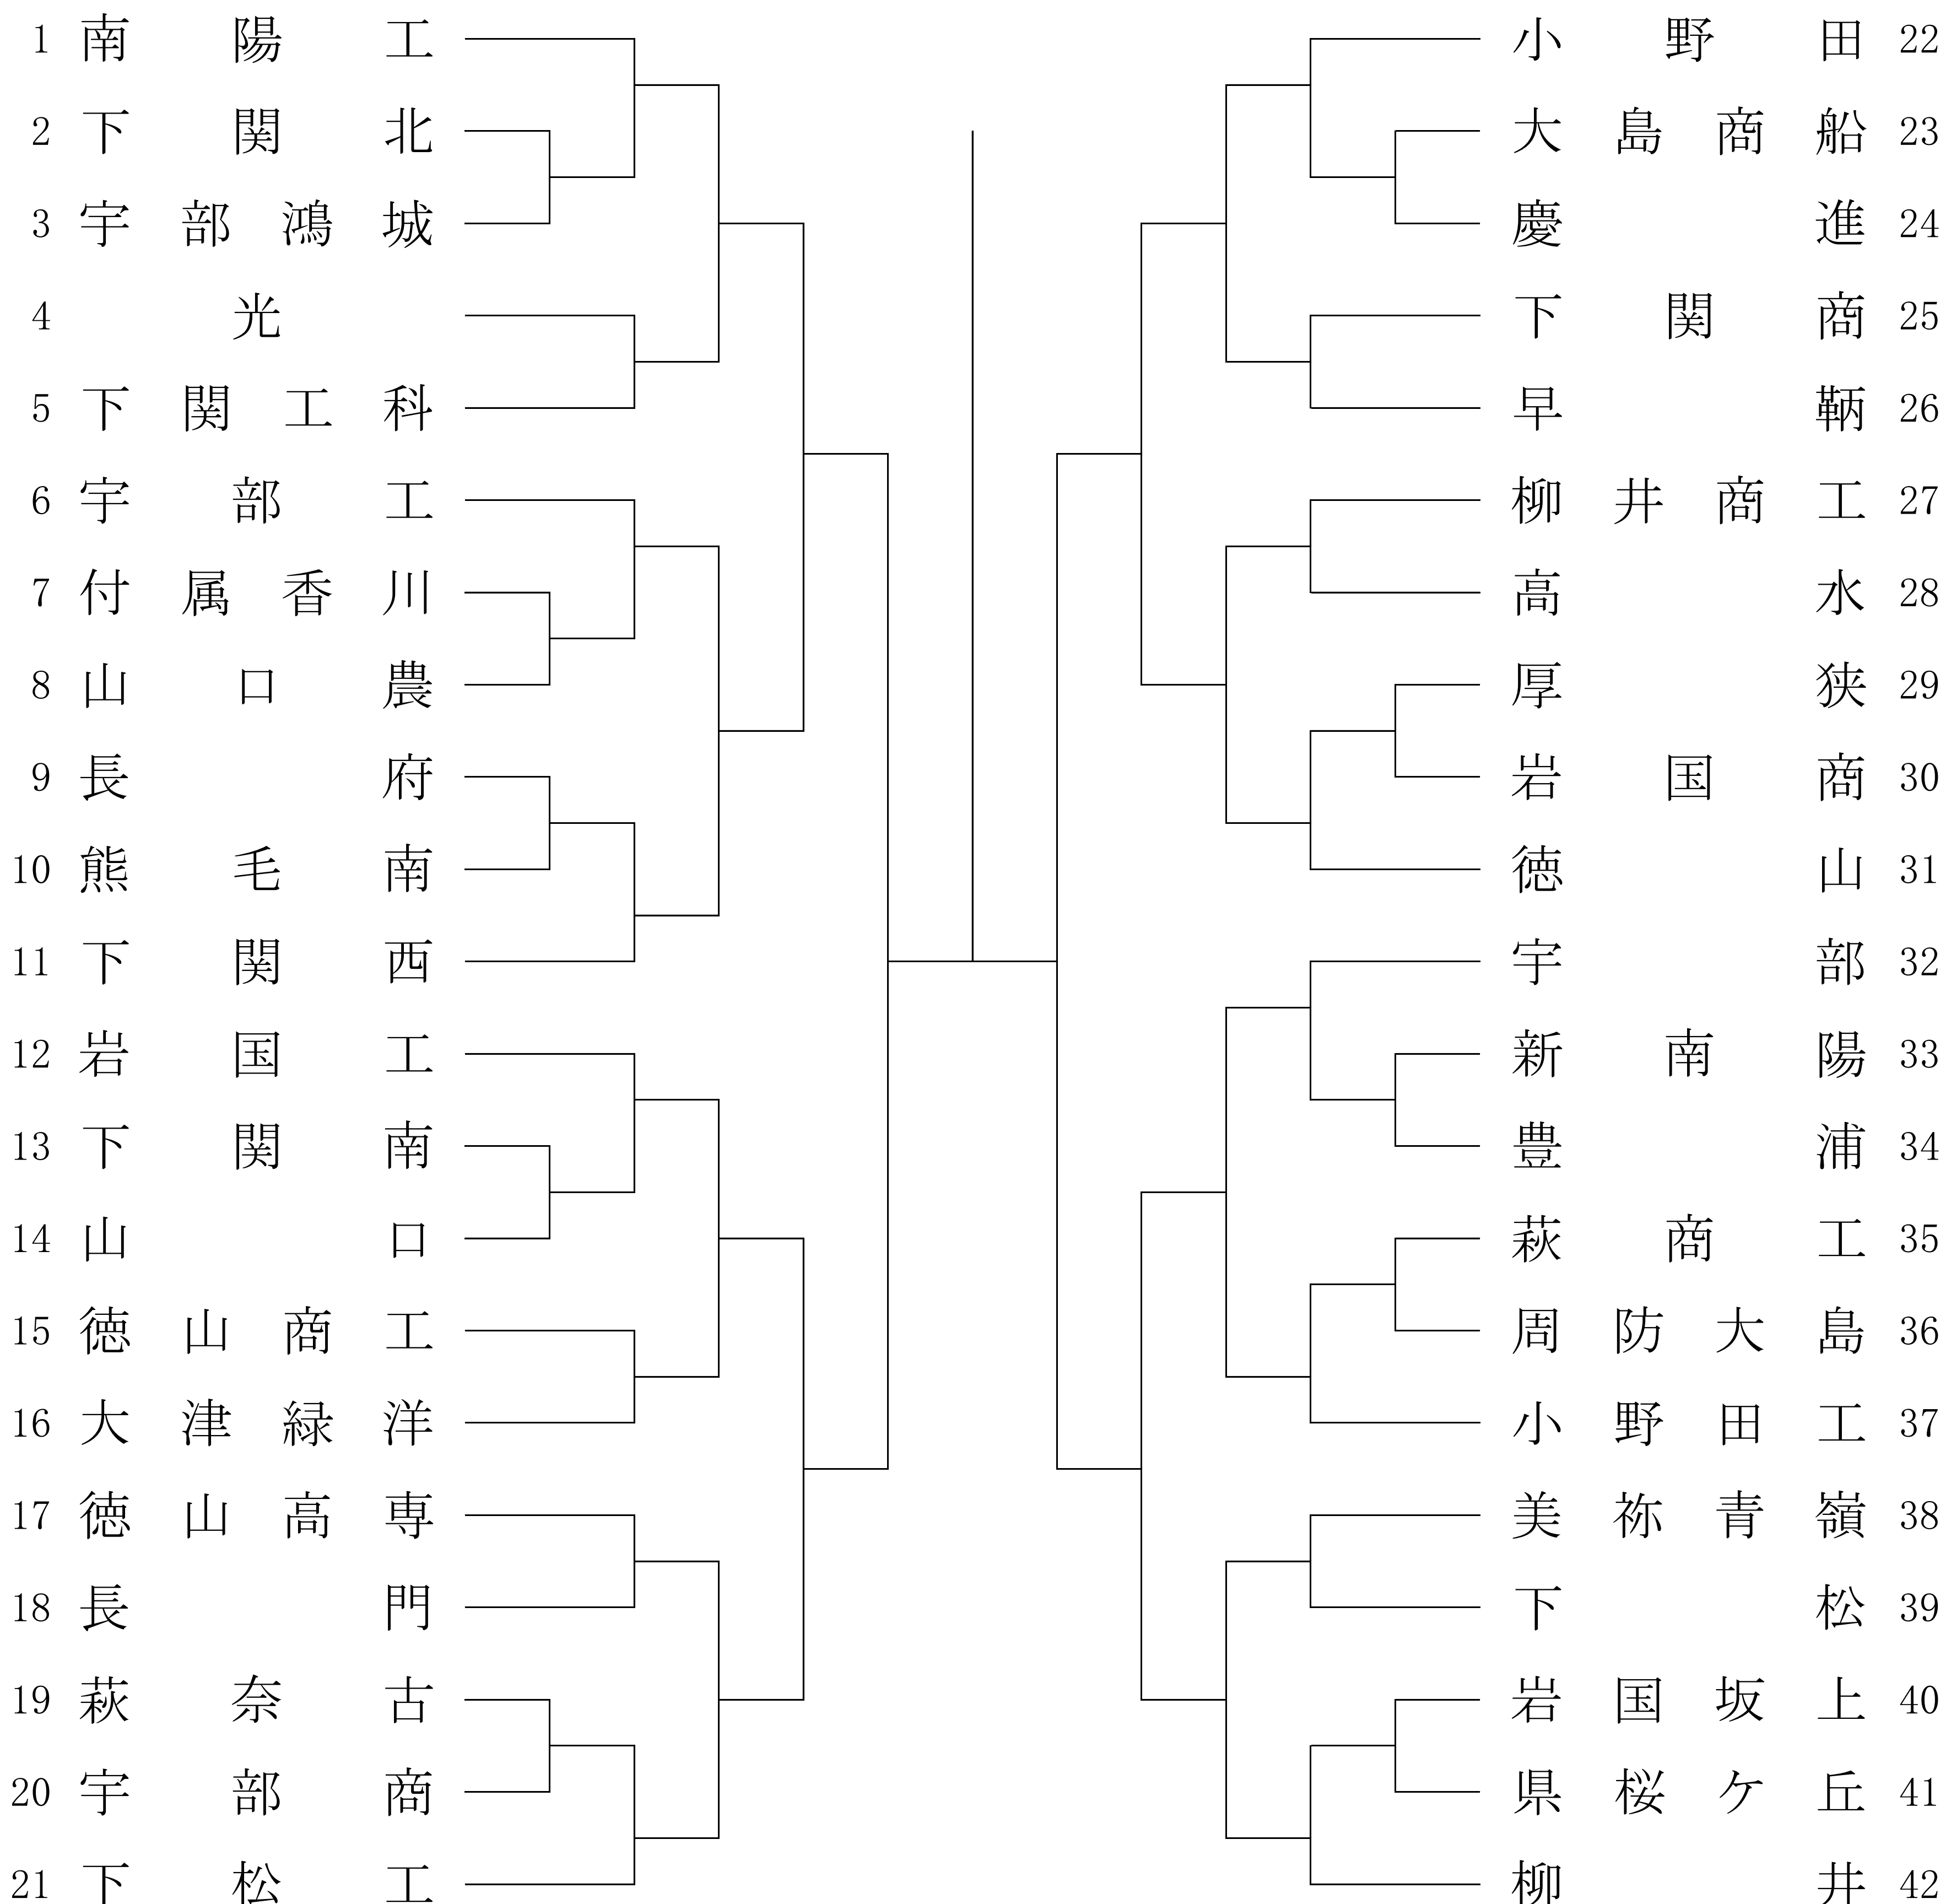 1 南陽工
2 下関北
3 宇部鴻城
4 光
5 下関工科
6 宇部工
7 付属香川
8 山口農
9 長府
10 熊毛南
11 下関西
12 岩国工
13 下関南
14 山口
15 徳山商工
16 大津緑洋
17 徳山高専
18 長門
19 萩奈古
20 宇部商
21 下松工
小野田 22
大島商船 23
慶進 24
下関商 25
早鞆 26
柳井商工 27
高水 28
厚狭 29
岩国商 30
徳山 31
宇部 32
新南陽 33
豊浦 34
萩商工 35
周防大島 36
小野田工 37
美祢青嶺 38
下松 39
岩国坂上 40
県桜ケ丘 41
柳井 42